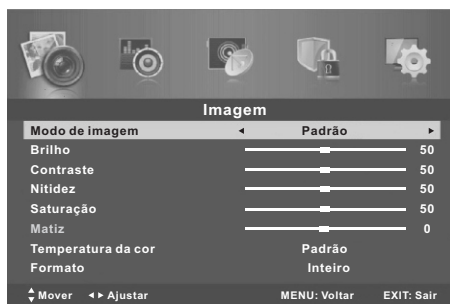 Imagem
Modo de imagem Padrão
Brilho 50
Contraste 50
Nitidez 50
Saturação 50
Matiz 0
Temperatura da cor Padrão
Formato Inteiro
Mover Ajustar MENU: Voltar EXIT: Sair